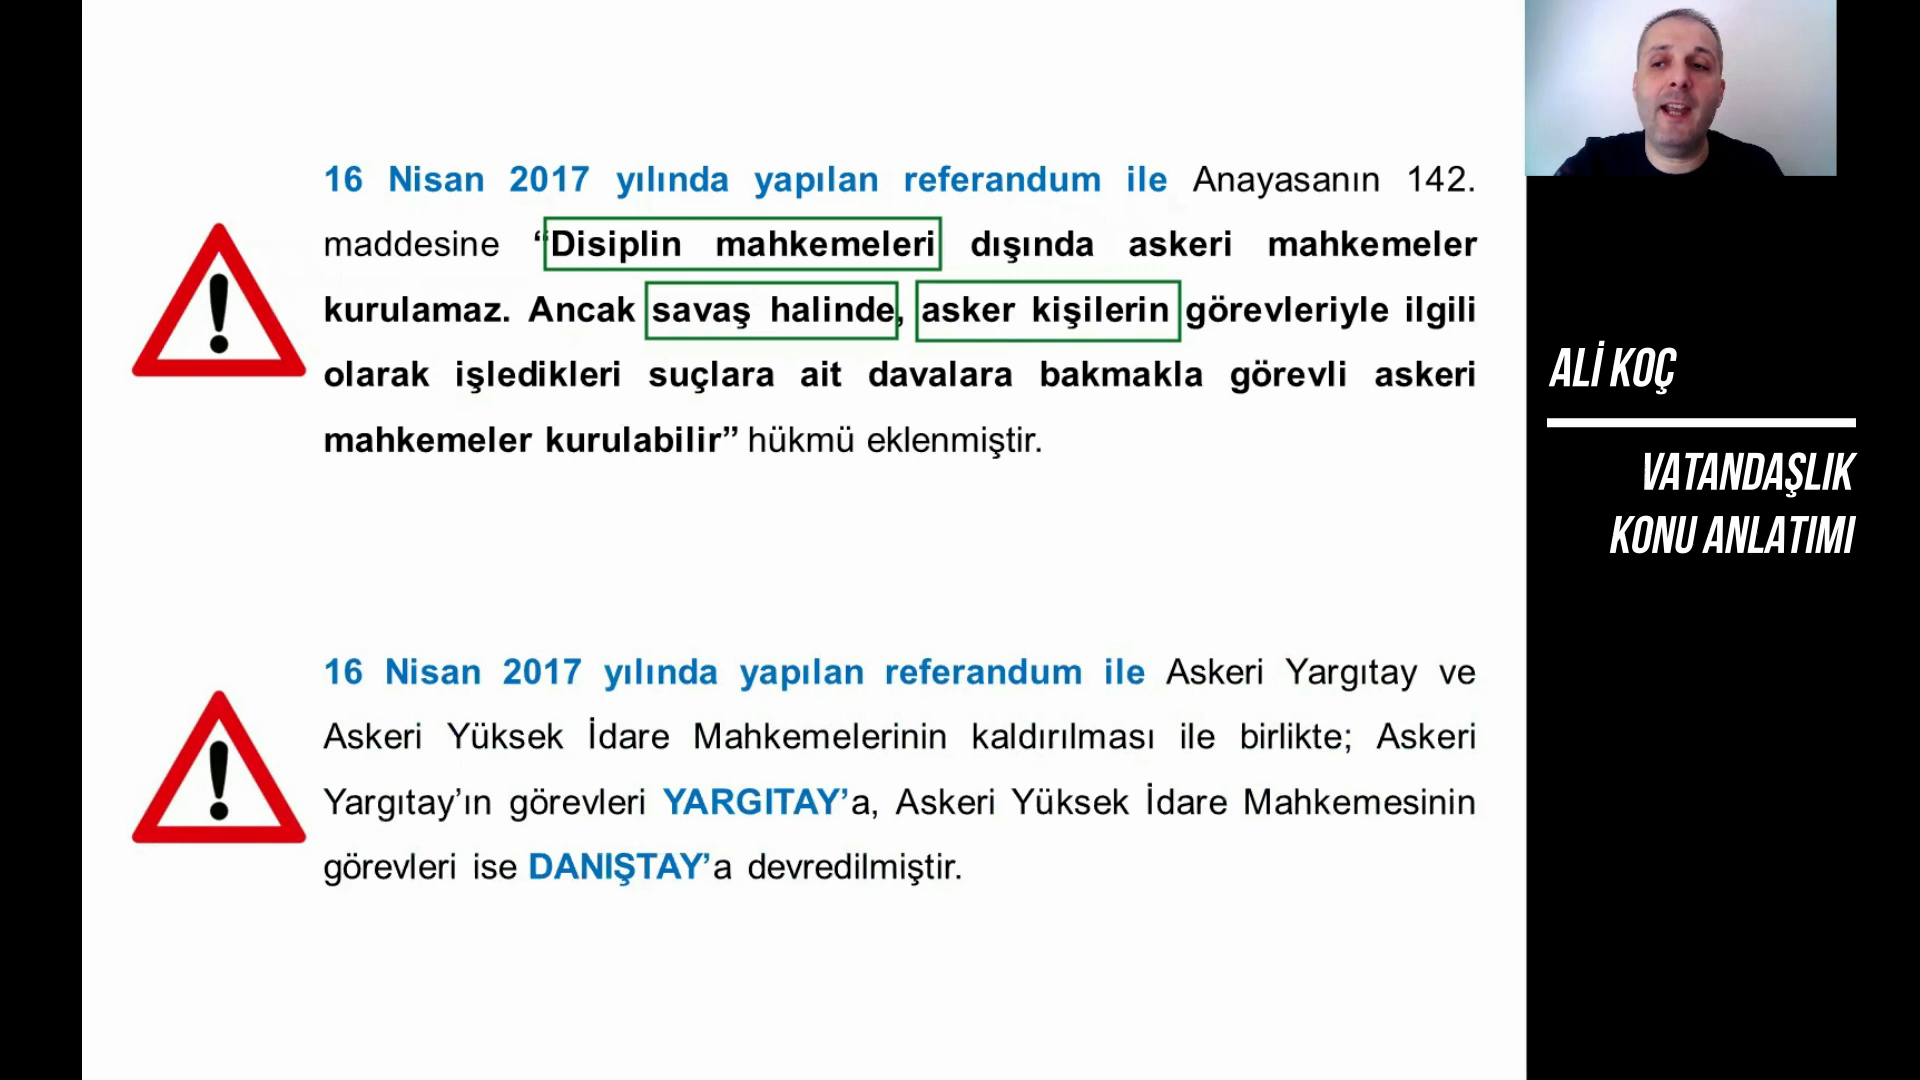 16 Nisan 2017 yılında yapılan referandum ile Anayasanın 142.
maddesine “Disiplin mahkemeleri dışında askeri mahkemeler
kurulamaz. Ancak savaş halinde, asker kişilerin görevleriyle ilgili
olarak işledikleri suçlara ait davalara bakmakla görevli askeri
mahkemeler kurulabilir” hükmü eklenmiştir.
16 Nisan 2017 yılında yapılan referandum ile Askeri Yargıtay ve
Askeri Yüksek İdare Mahkemelerinin kaldırılması ile birlikte; Askeri
Yargıtay’ın görevleri YARGITAY’a, Askeri Yüksek İdare Mahkemesinin
görevleri ise DANIŞTAY’a devredilmiştir.
ALİ KOÇ
VATANDAŞLIK
KONU ANLATIMI